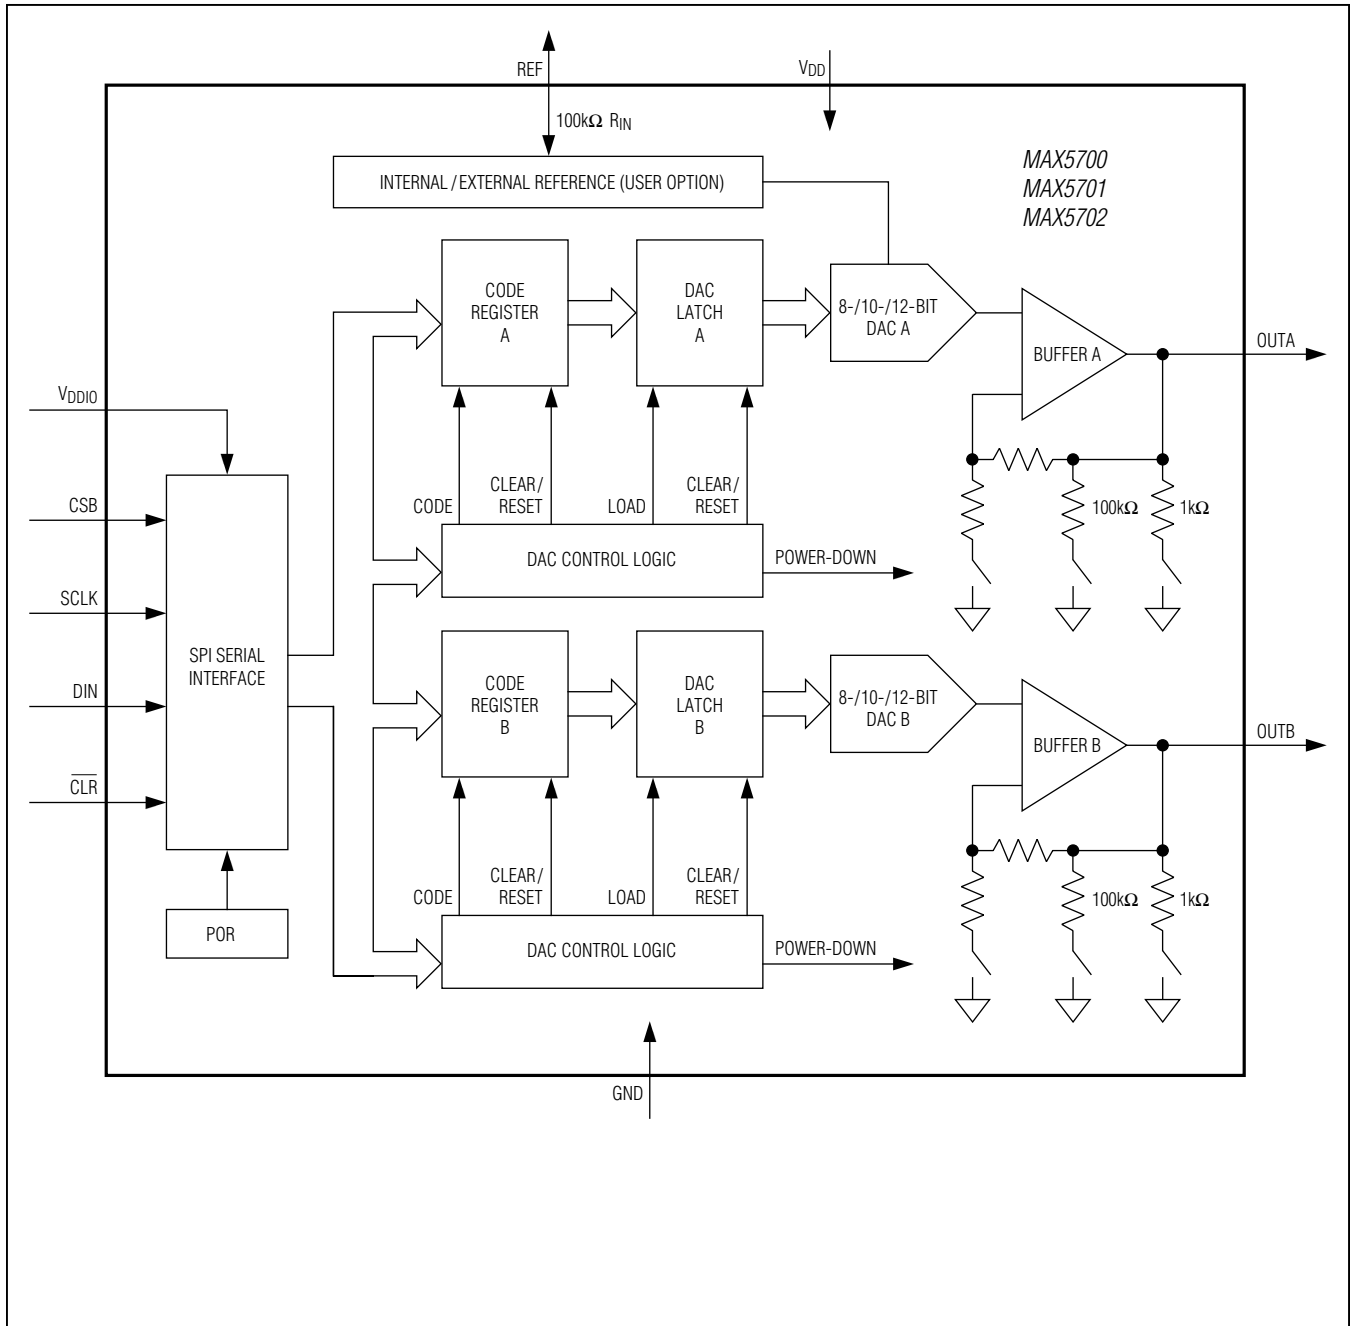 REF
VDD
100kΩ RIN
INTERNAL/EXTERNAL REFERENCE (USER OPTION)
MAX5700
MAX5701
MAX5702
CODE
REGISTER
A
DAC
LATCH
A
8-/10-/12-BIT
DAC A
BUFFER A
OUTA
VDDIO
CSB
SCLK
DIN
CLR
SPI SERIAL
INTERFACE
POR
CODE
CLEAR/
RESET
LOAD
CLEAR/
RESET
100kΩ
1kΩ
DAC CONTROL LOGIC
POWER-DOWN
CODE
REGISTER
B
DAC
LATCH
B
8-/10-/12-BIT
DAC B
BUFFER B
OUTB
CODE
CLEAR/
RESET
LOAD
CLEAR/
RESET
100kΩ
1kΩ
DAC CONTROL LOGIC
POWER-DOWN
GND